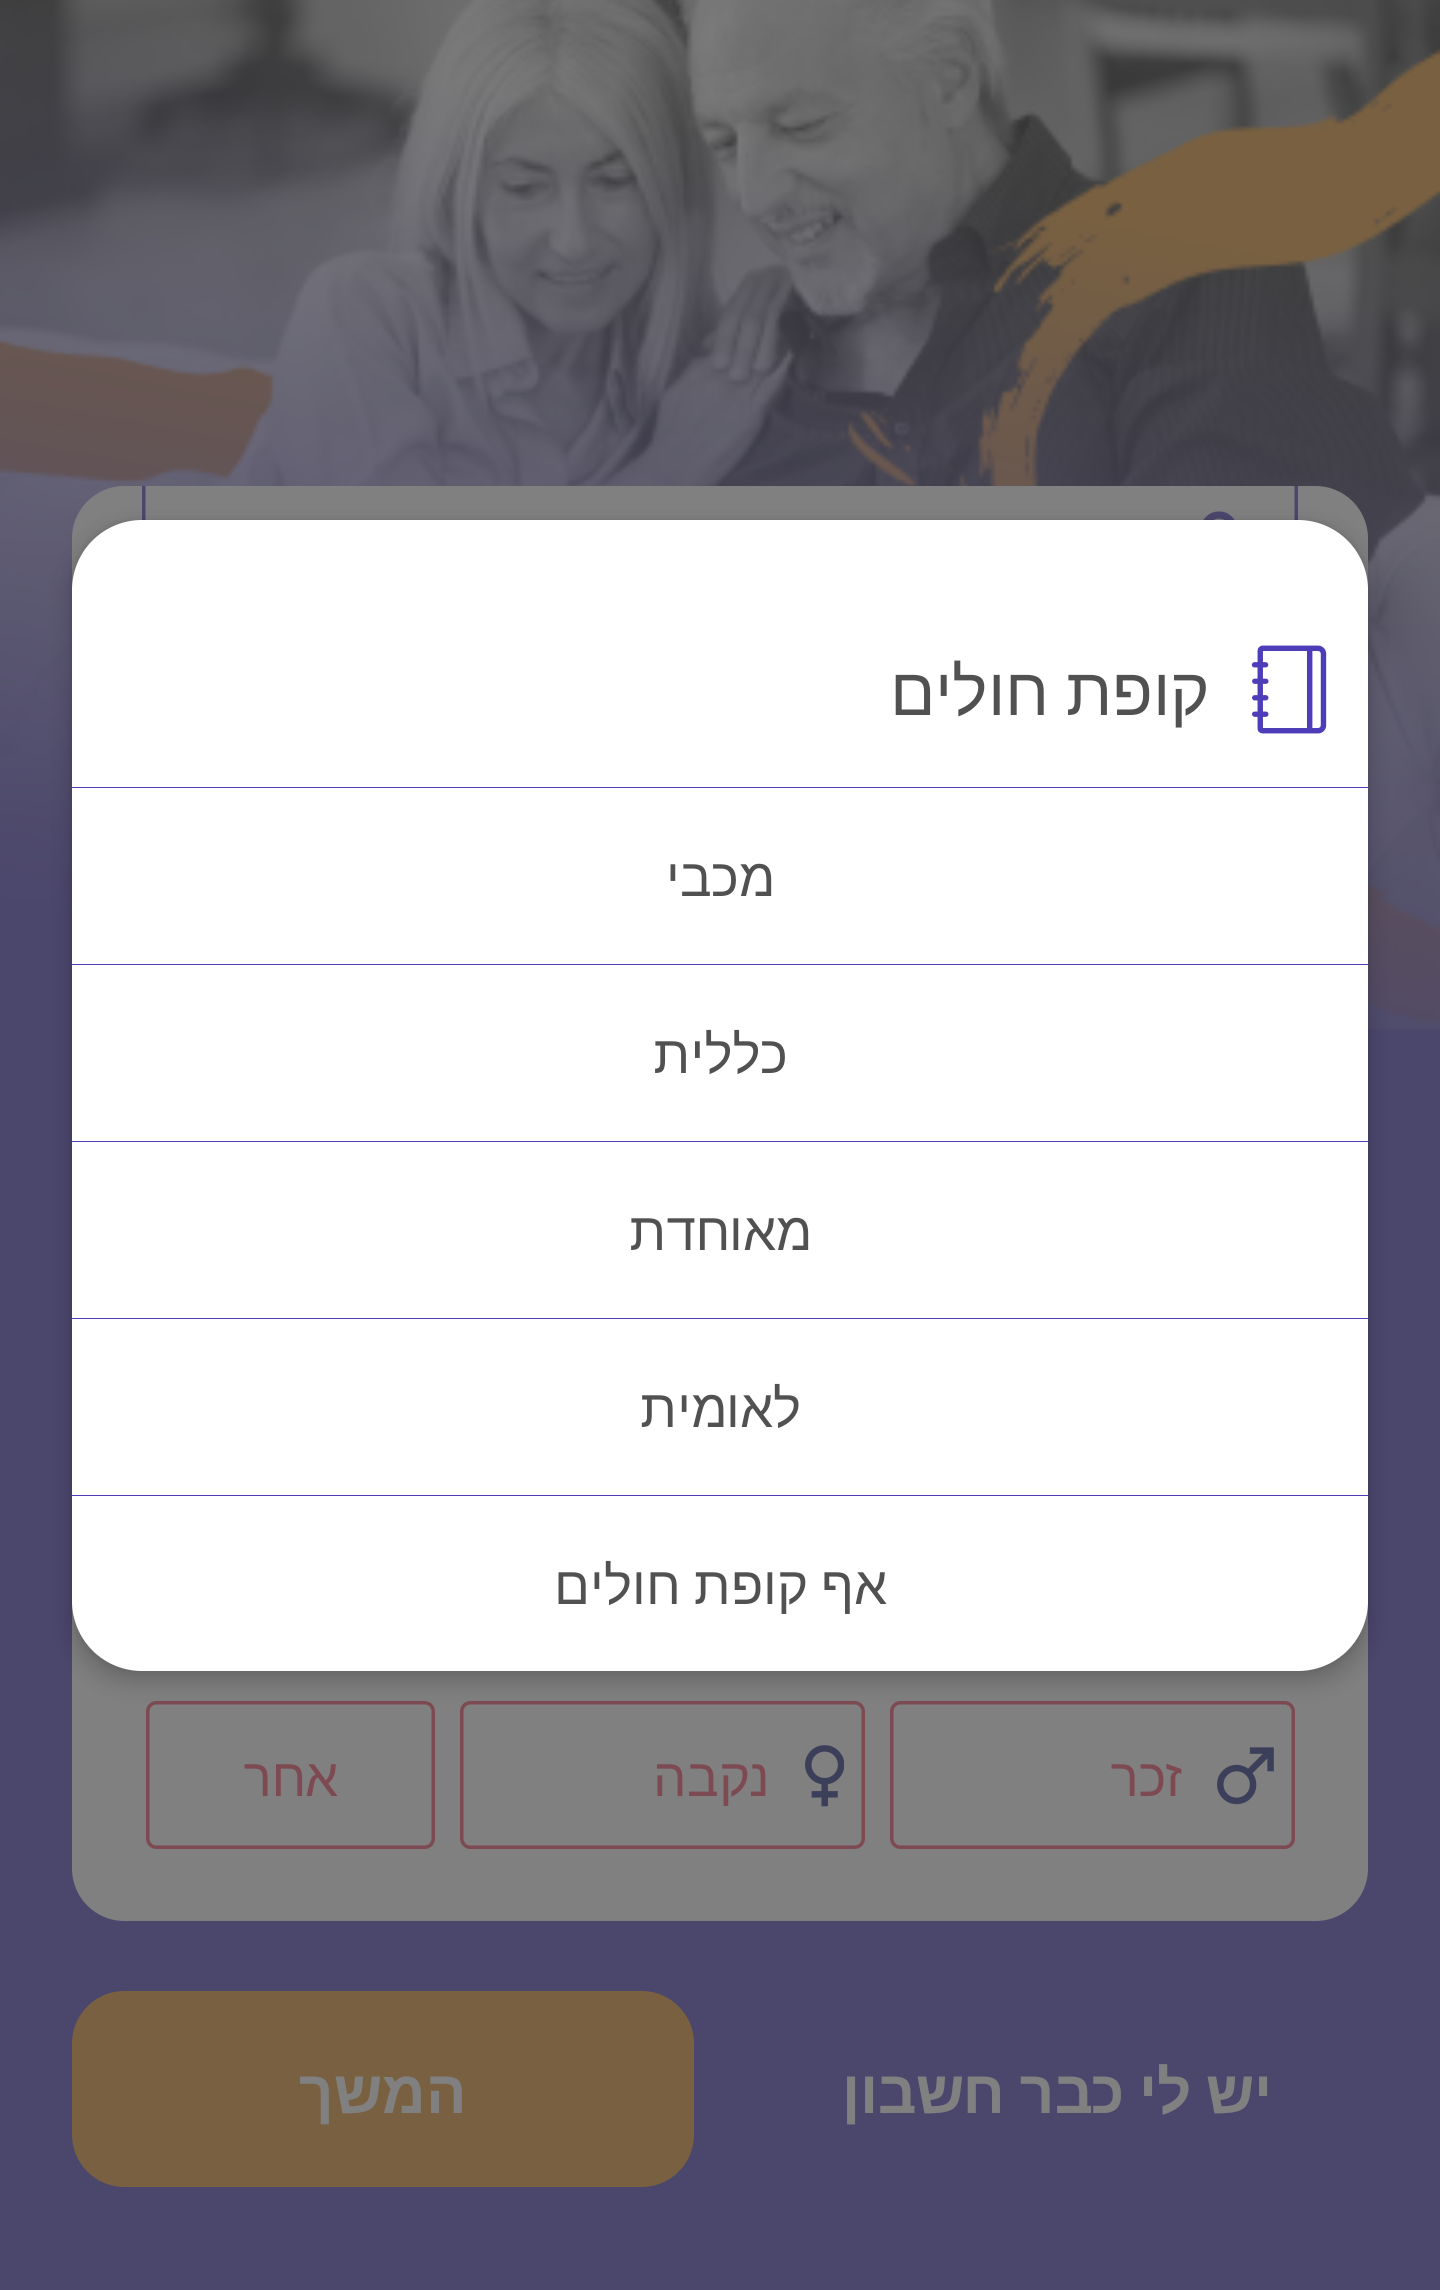 קופת חולים
מכבי
כללית
מאוחדת
לאומית
אף קופת חולים
זכר נקבה אחר
יש לי כבר חשבון המשך